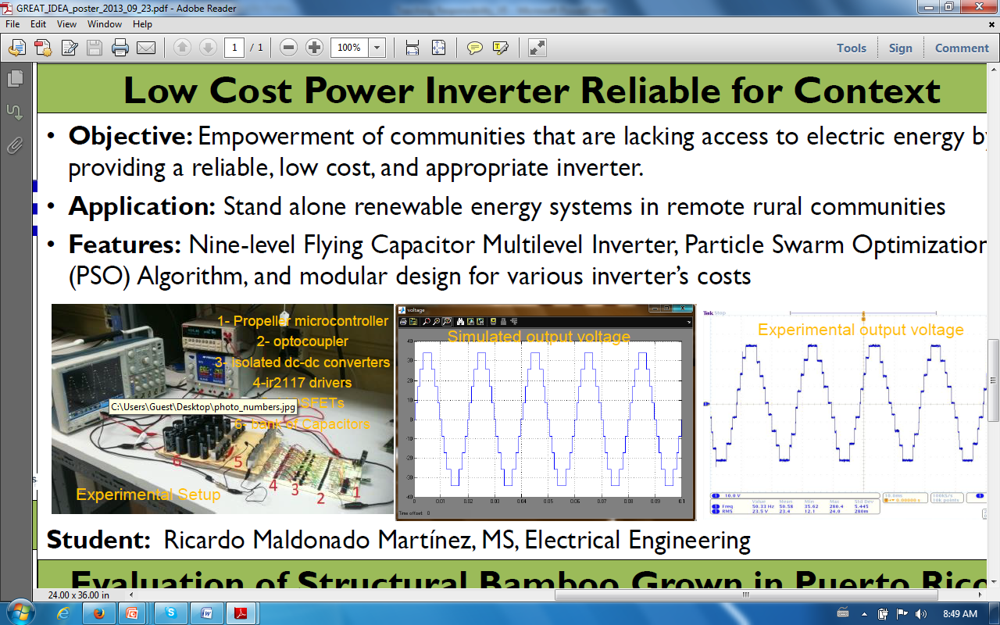 GREAT_IDEA_poster_2013_09_23.pdf - Adobe Reader
File Edit View Window Help
1 / 1 100% Tools Sign Comment
Low Cost Power Inverter Reliable for Context
• Objective: Empowerment of communities that are lacking access to electric energy by
providing a reliable, low cost, and appropriate inverter.
• Application: Stand alone renewable energy systems in remote rural communities
• Features: Nine-level Flying Capacitor Multilevel Inverter, Particle Swarm Optimization
(PSO) Algorithm, and modular design for various inverter's costs
1- Propeller microcontroller
2- optocoupler
3- isolated dc-dc converters
4-ir2117 drivers
SFETs
C:\Users\Guest\Desktop\photo_numbers.jpg
6- bank of Capacitors
6 5 4 3 2 1
Experimental Setup
voltage
Simulated output voltage
40
30
20
10
0
-10
-20
-30
-40
0.01 0.02 0.03 0.04 0.05 0.06 0.07 0.08 0.09 0.1
Time offset: 0
Tek Stop
Experimental output voltage
1 10.0 V
10.0ms 100kS/s
0.00000 s 10k points
Value Mean Min Max Std Dev
1 Freq 50.33 Hz 50.58 35.62 280.4 5.445
1 RMS 23.5 V 23.4 12.1 24.0 280m
Student: Ricardo Maldonado Martínez, MS, Electrical Engineering
Evaluation of Structural Bamboo Grown in Puerto Rico
24.00 x 36.00 in
8:49 AM